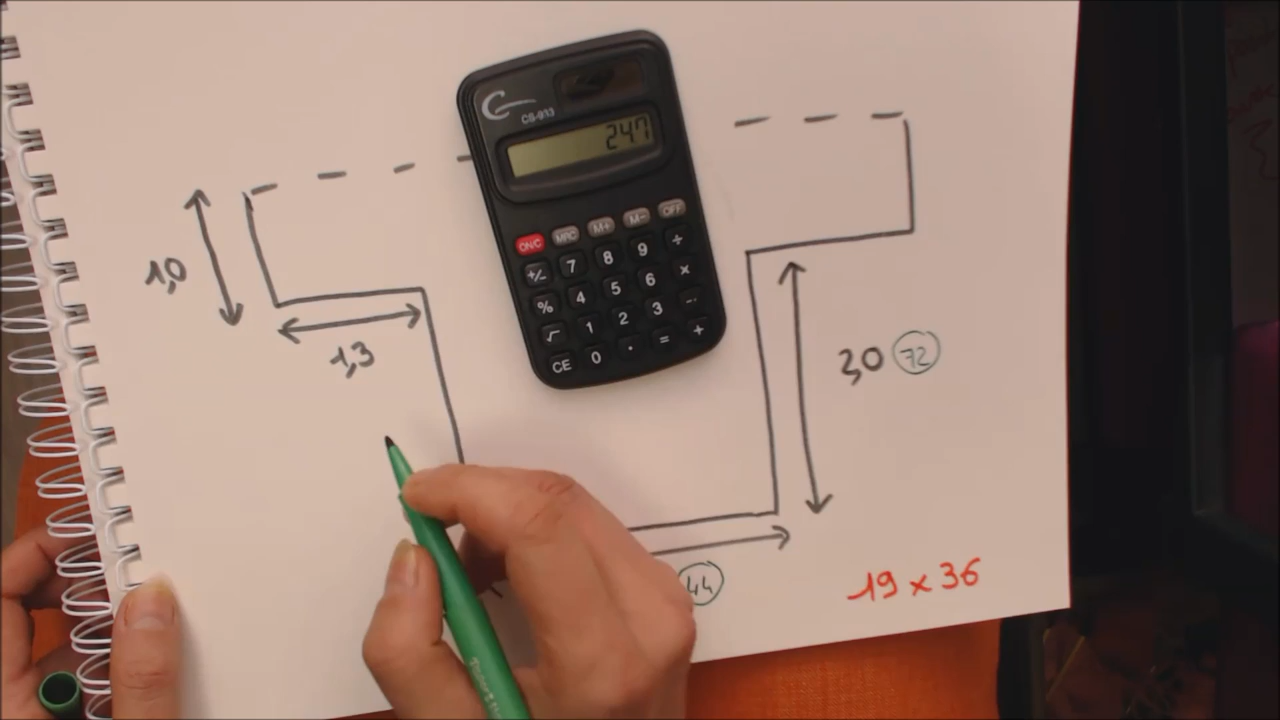 C
CS-933
247
ON/C MRC M+ M- OFF
+/- 7 8 9 ÷
% 4 5 6 ×
√ 1 2 3 -
CE 0 . = +
1,0
1,3
2,0 72
44
19 x 36